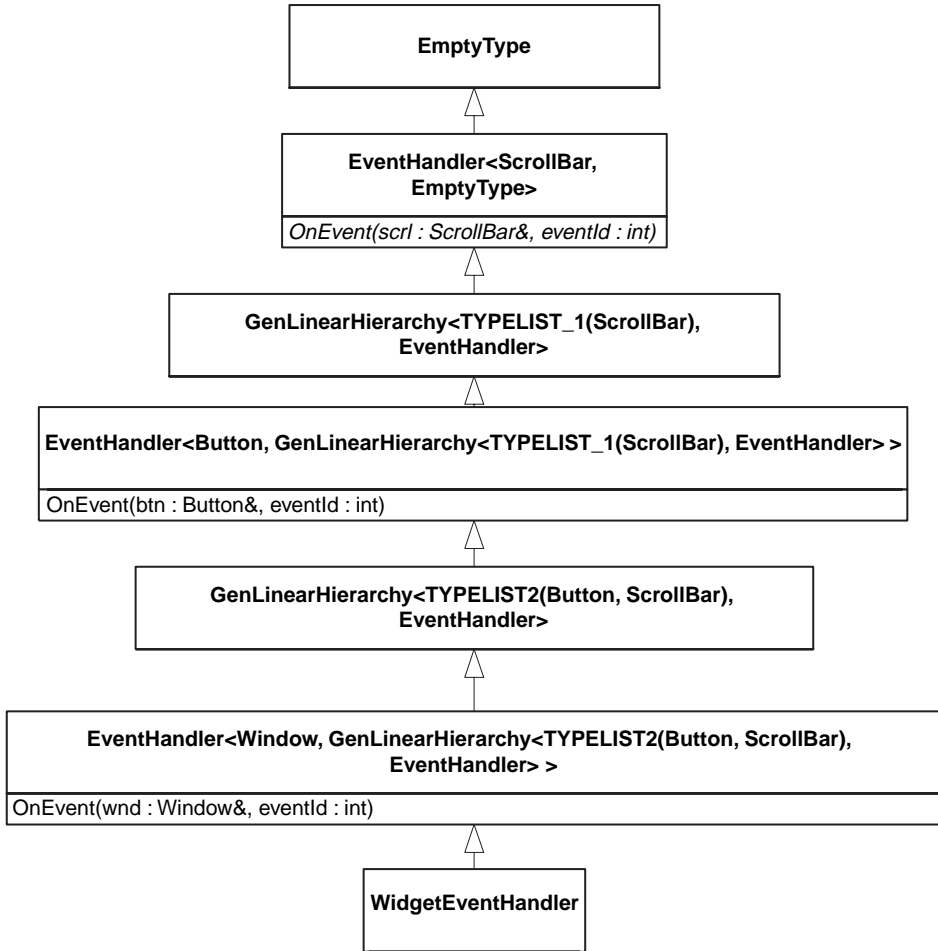 EmptyType
EventHandler<ScrollBar,
EmptyType>
OnEvent(scrl : ScrollBar&, eventId : int)
GenLinearHierarchy<TYPELIST_1(ScrollBar),
EventHandler>
EventHandler<Button, GenLinearHierarchy<TYPELIST_1(ScrollBar), EventHandler> >
OnEvent(btn : Button&, eventId : int)
GenLinearHierarchy<TYPELIST2(Button, ScrollBar),
EventHandler>
EventHandler<Window, GenLinearHierarchy<TYPELIST2(Button, ScrollBar),
EventHandler> >
OnEvent(wnd : Window&, eventId : int)
WidgetEventHandler